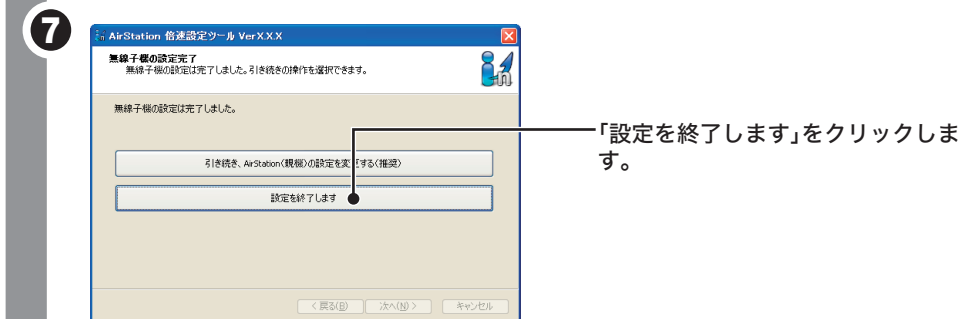 7
AirStation 倍速設定ツール VerX.X.X
無線子機の設定完了
無線子機の設定は完了しました。引き続きの操作を選択できます。
無線子機の設定は完了しました。
引き続き、AirStation(親機)の設定を変更する(推奨)
設定を終了します
< 戻る(B)
次へ(N) >
キャンセル
「設定を終了します」をクリックしま
す。